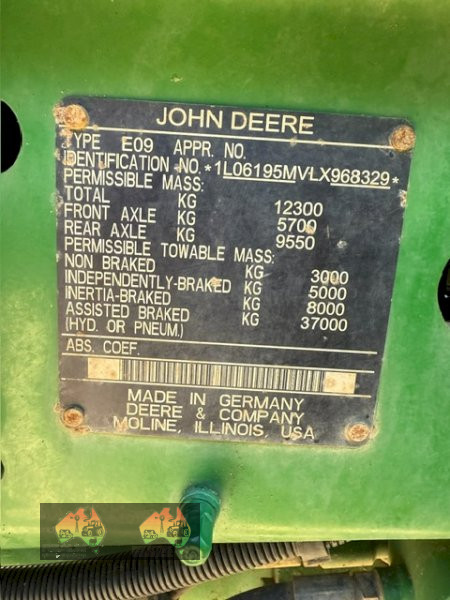 JOHN DEERE
TYPE E09 APPR. NO.
IDENTIFICATION NO. *1L06195MVLX968329*
PERMISSIBLE MASS:
TOTAL KG 12300
FRONT AXLE KG 5700
REAR AXLE KG 9550
PERMISSIBLE TOWABLE MASS:
NON BRAKED KG 3000
INDEPENDENTLY-BRAKED KG 5000
INERTIA-BRAKED KG 8000
ASSISTED BRAKED KG 37000
(HYD. OR PNEUM.)
ABS. COEF.
MADE IN GERMANY
DEERE & COMPANY
MOLINE, ILLINOIS, USA